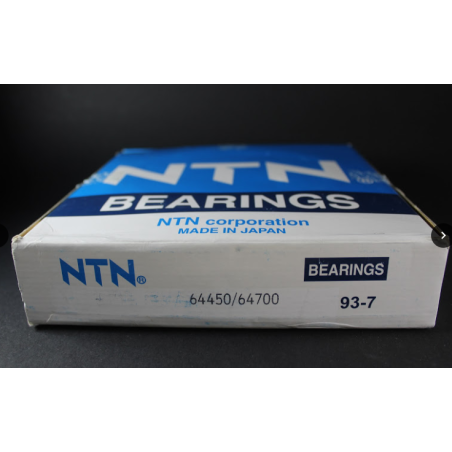 NTN®
BEARINGS
NTN corporation
MADE IN JAPAN
NTN®
BEARINGS
64450/64700
93-7